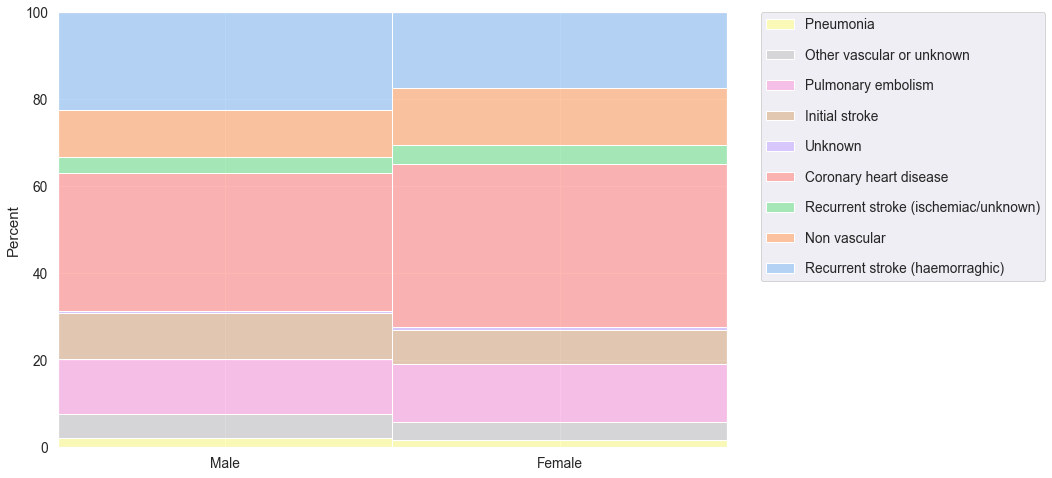 100
80
60
40
20
0
Percent
Male
Female
Pneumonia
Other vascular or unknown
Pulmonary embolism
Initial stroke
Unknown
Coronary heart disease
Recurrent stroke (ischemiac/unknown)
Non vascular
Recurrent stroke (haemorraghic)